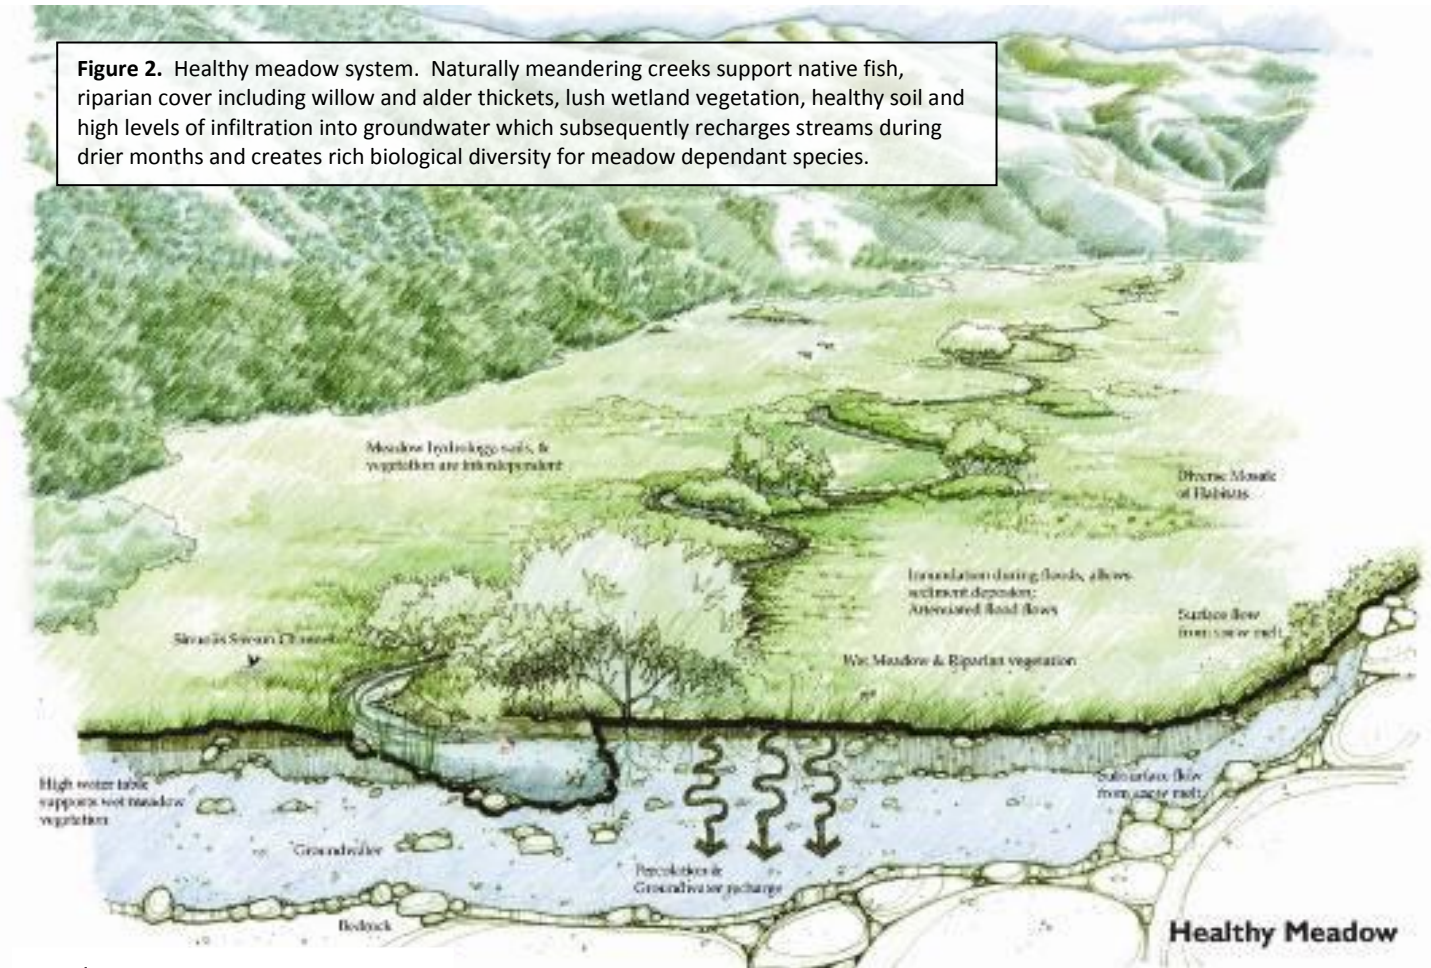 Figure 2. Healthy meadow system. Naturally meandering creeks support native fish,
riparian cover including willow and alder thickets, lush wetland vegetation, healthy soil and
high levels of infiltration into groundwater which subsequently recharges streams during
drier months and creates rich biological diversity for meadow dependant species.
Meadow hydrology, soils, &
vegetation are interdependent
Diverse Mosaic
of Habitats
Inundation during floods, allows
sediment deposion;
Attenuated flood flows
Surface flow
from snow melt
Sinuous Stream Channel
Wet Meadow & Riparian vegetation
High water table
supports wet meadow
vegetation
Subsurface flow
from snow melt
Groundwater
Percolation &
Groundwater recharge
Bedrock
Healthy Meadow